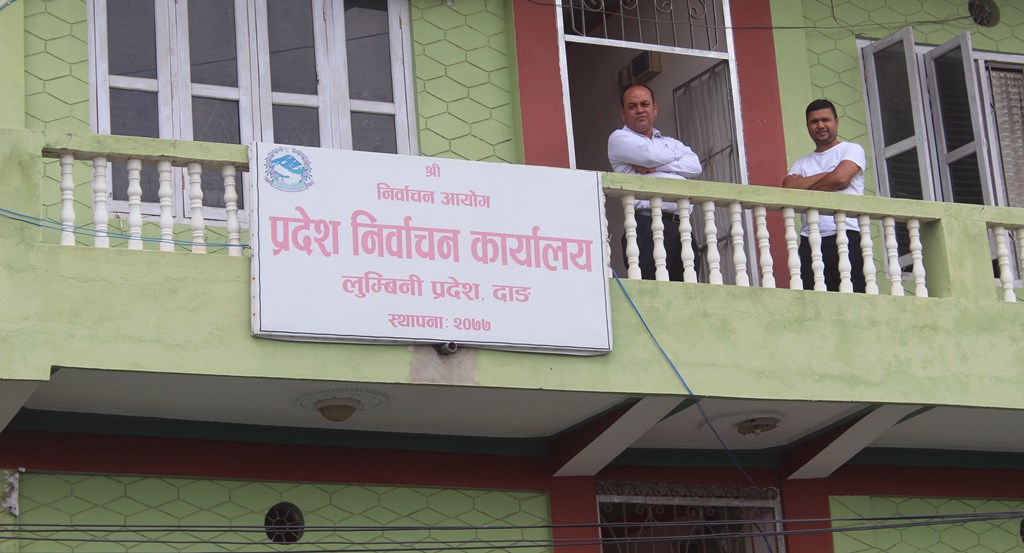 श्री
निर्वाचन आयोग
प्रदेश निर्वाचन कार्यालय
लुम्बिनी प्रदेश, दाङ
स्थापना: २०७७